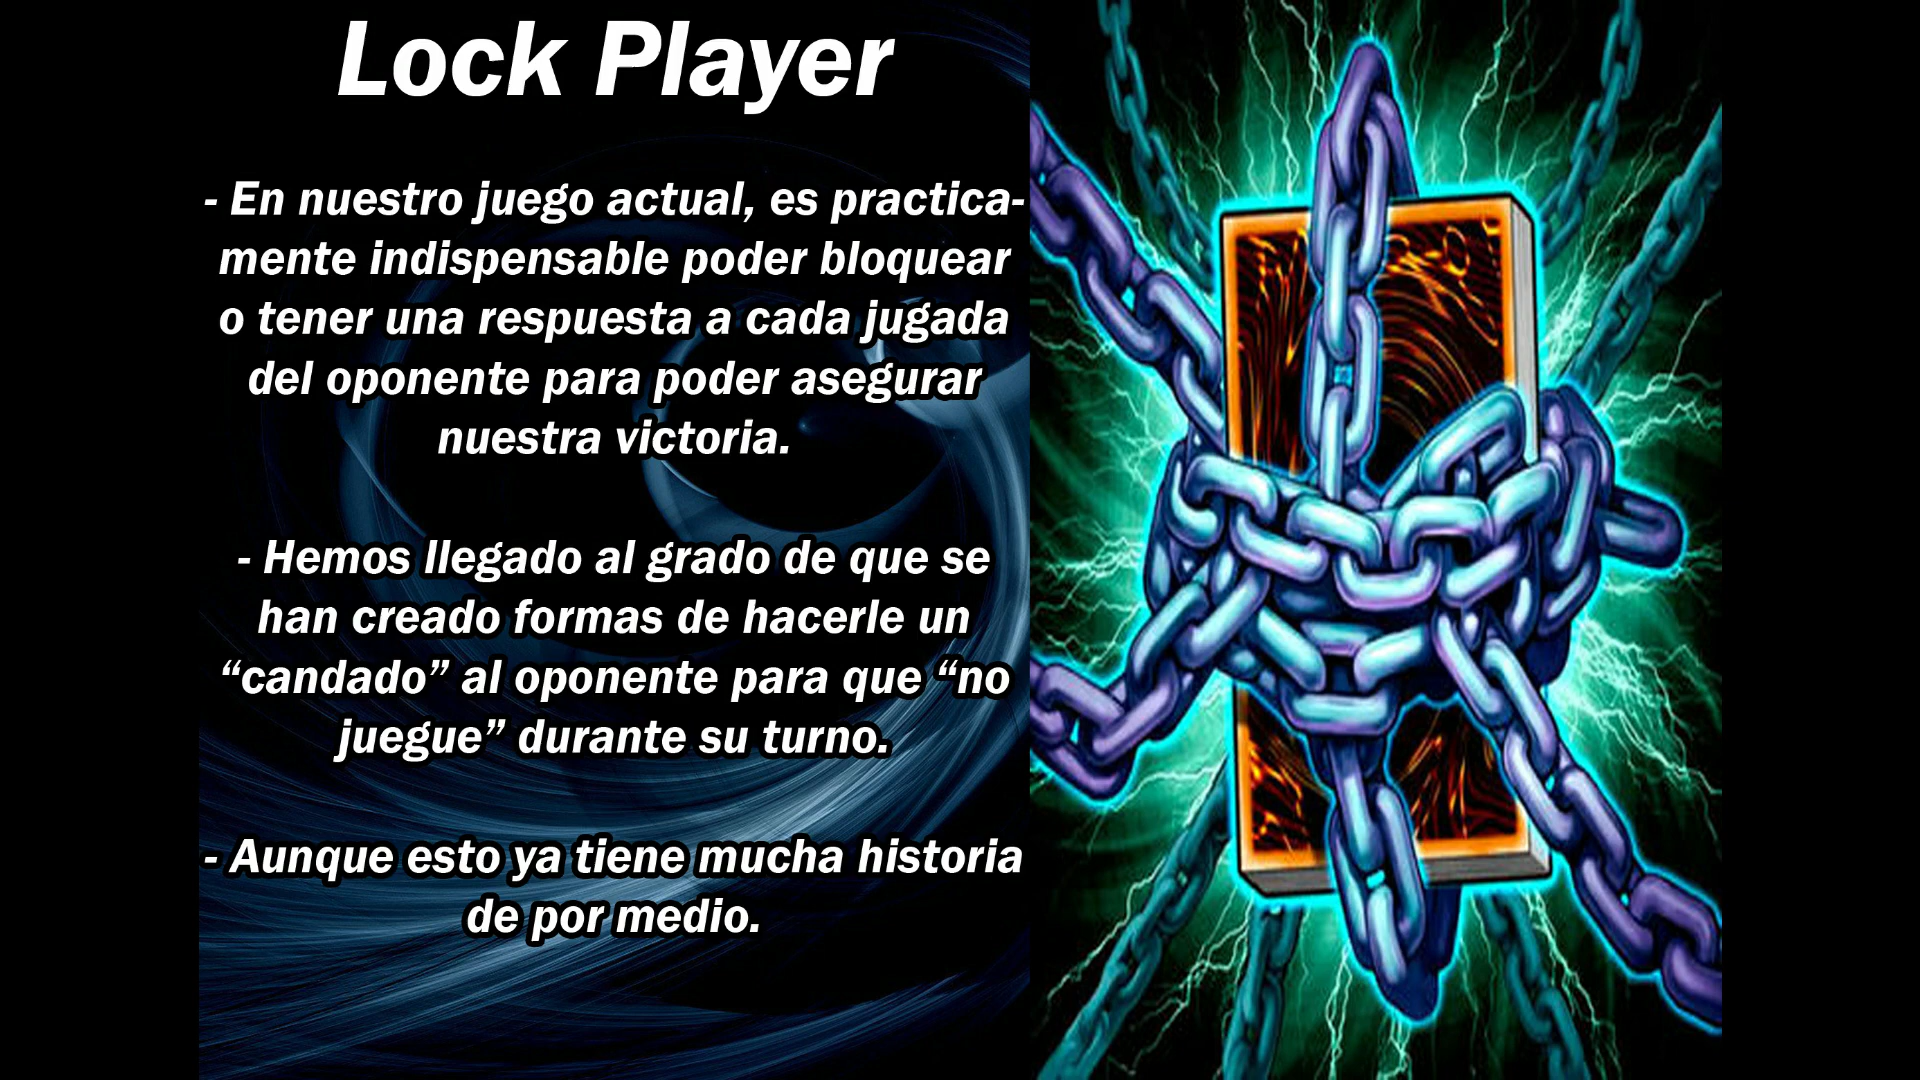 Lock Player
- En nuestro juego actual, es practica-
mente indispensable poder bloquear
o tener una respuesta a cada jugada
del oponente para poder asegurar
nuestra victoria.
- Hemos llegado al grado de que se
han creado formas de hacerle un
“candado” al oponente para que “no
juegue” durante su turno.
- Aunque esto ya tiene mucha historia
de por medio.